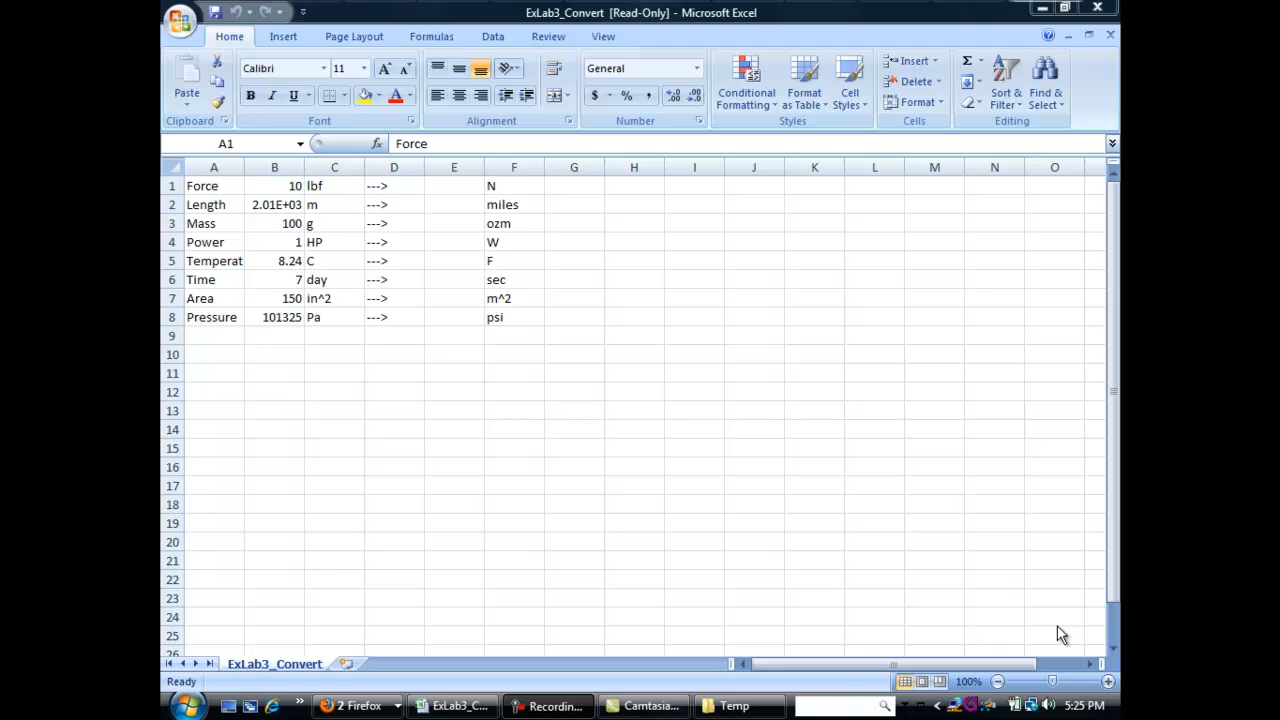 ExLab3_Convert [Read-Only] - Microsoft Excel
Home Insert Page Layout Formulas Data Review View
Paste
Clipboard
Calibri 11
B I U A A A
Font
Alignment
General
$ % ,
Number
Conditional Formatting
Format as Table
Cell Styles
Styles
Insert
Delete
Format
Cells
Σ
Sort & Filter
Find & Select
Editing
A1 fx Force
A B C D E F G H I J K L M N O
1 Force 10 lbf ---> N
2 Length 2.01E+03 m ---> miles
3 Mass 100 g ---> ozm
4 Power 1 HP ---> W
5 Temperat 8.24 C ---> F
6 Time 7 day ---> sec
7 Area 150 in^2 ---> m^2
8 Pressure 101325 Pa ---> psi
9
10
11
12
13
14
15
16
17
18
19
20
21
22
23
24
25
26
ExLab3_Convert
Ready 100%
2 Firefox ExLab3_C... Recordin... Camtasia... Temp 5:25 PM